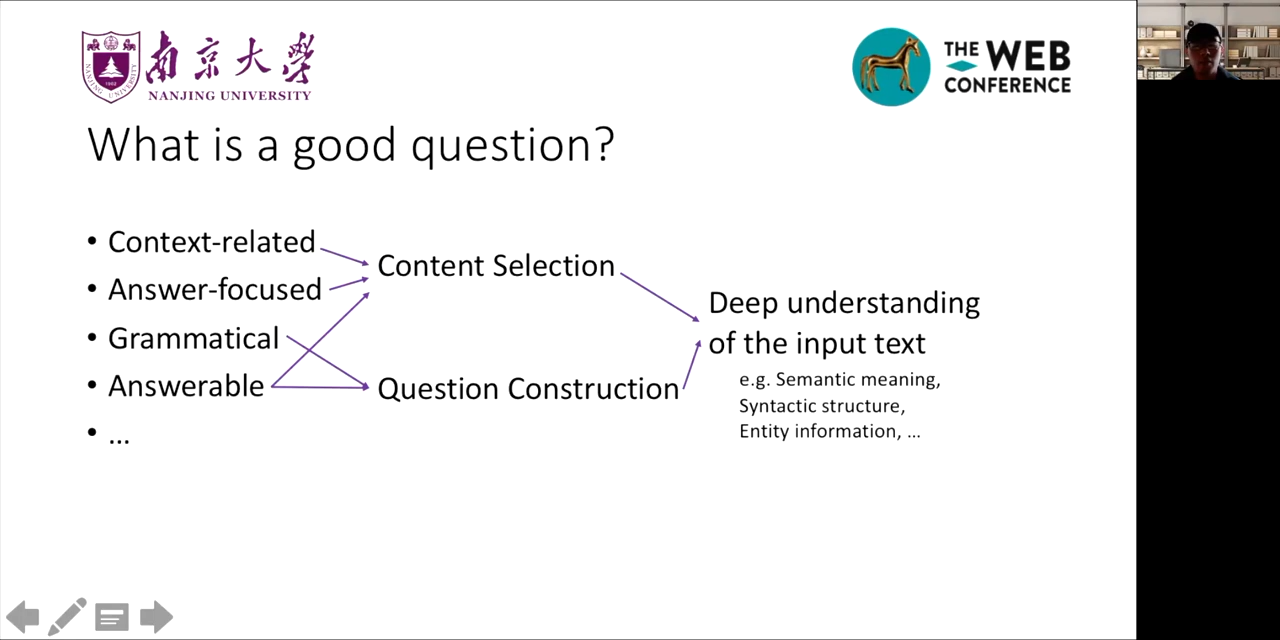 南京大學
NANJING UNIVERSITY
THE WEB
CONFERENCE
What is a good question?
• Context-related
• Answer-focused
• Grammatical
• Answerable
• ...
Content Selection
Question Construction
Deep understanding
of the input text
e.g. Semantic meaning,
Syntactic structure,
Entity information, ...